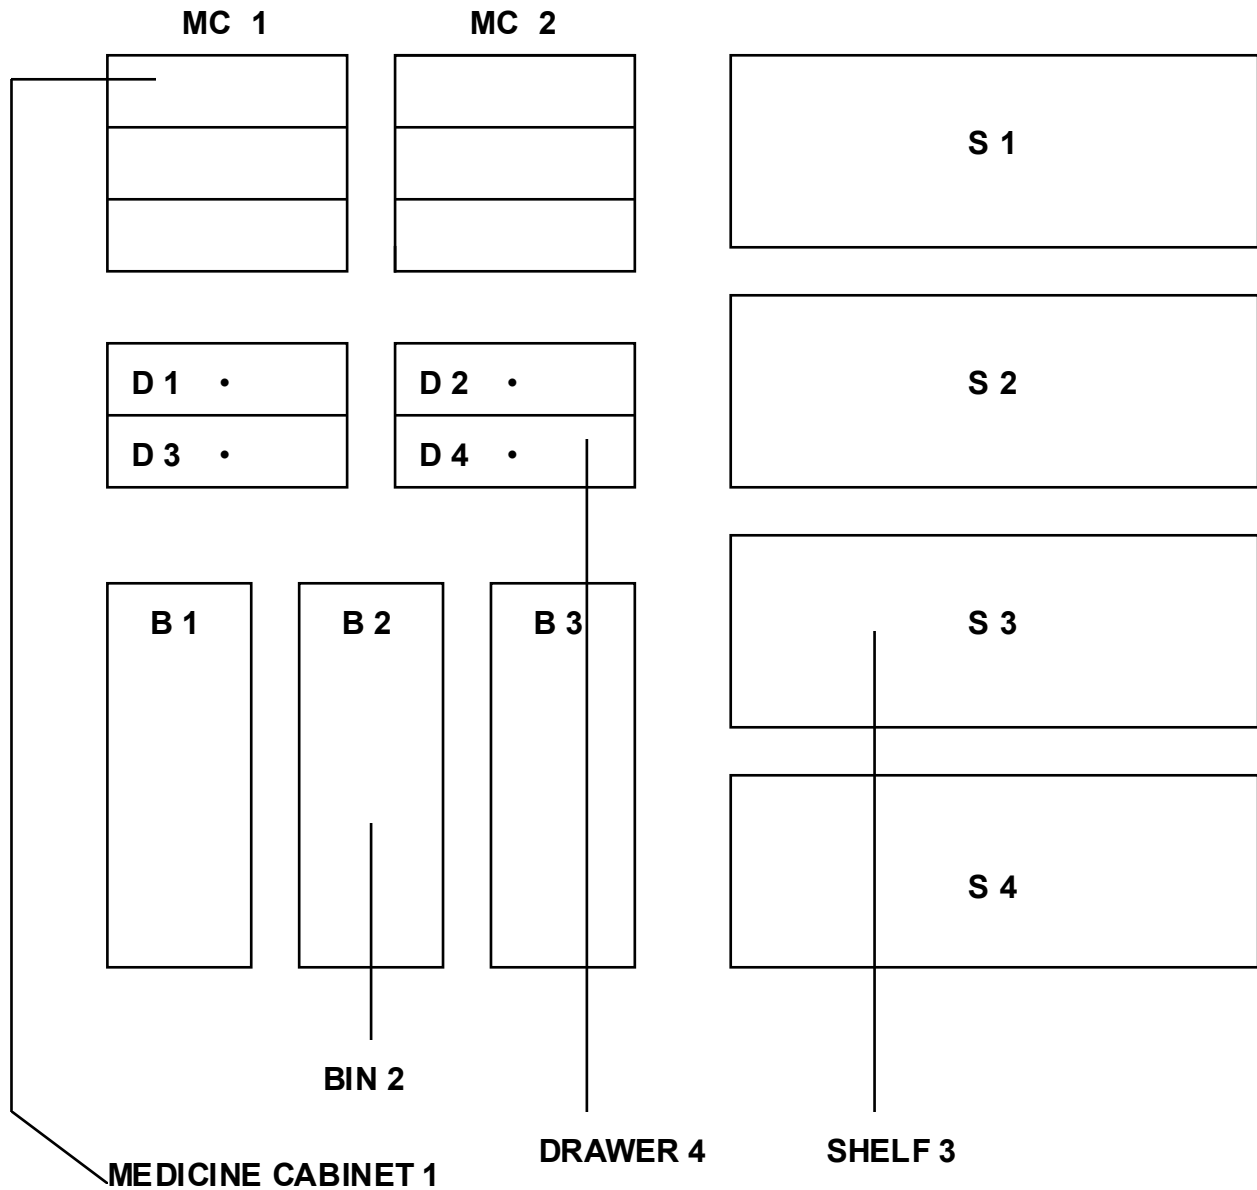 MC 1
MC 2
S 1
D 1
D 2
S 2
D 3
D 4
B 1
B 2
B 3
S 3
S 4
BIN 2
DRAWER 4
SHELF 3
MEDICINE CABINET 1